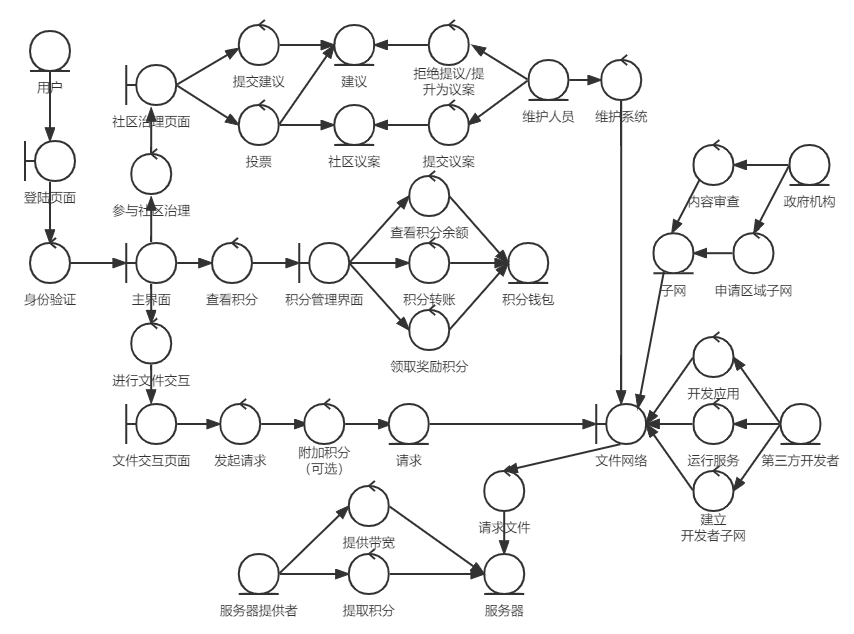 用户
登陆页面
身份验证
社区治理页面
参与社区治理
主界面
进行文件交互
文件交互页面
提交建议
投票
建议
社区议案
拒绝提议/提
升为议案
提交议案
维护人员
维护系统
查看积分
积分管理界面
查看积分余额
积分转账
领取奖励积分
积分钱包
内容审查
政府机构
子网
申请区域子网
发起请求
附加积分
（可选）
请求
文件网络
开发应用
运行服务
建立
开发者子网
第三方开发者
请求文件
服务器
提供带宽
提取积分
服务器提供者